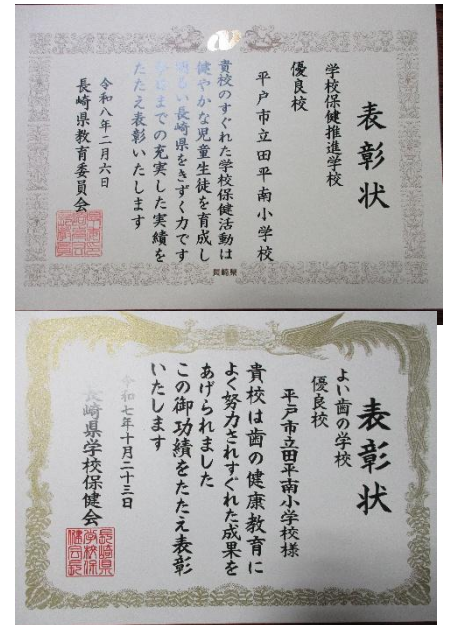 表彰状
学校保健推進学校
優良校
平戸市立田平南小学校
貴校のすぐれた学校保健活動は
健やかな児童生徒を育成し
明るい長崎県をきずく力です
今日までの充実した実績を
たたえ表彰いたします
令和八年二月六日
長崎県教育委員会
長崎県
表彰状
よい歯の学校
優良校
平戸市立田平南小学校様
貴校は歯の健康教育に
よく努力されすぐれた成果を
あげられました
この御功績をたたえ表彰
いたします
令和七年十月二十三日
長崎県学校保健会